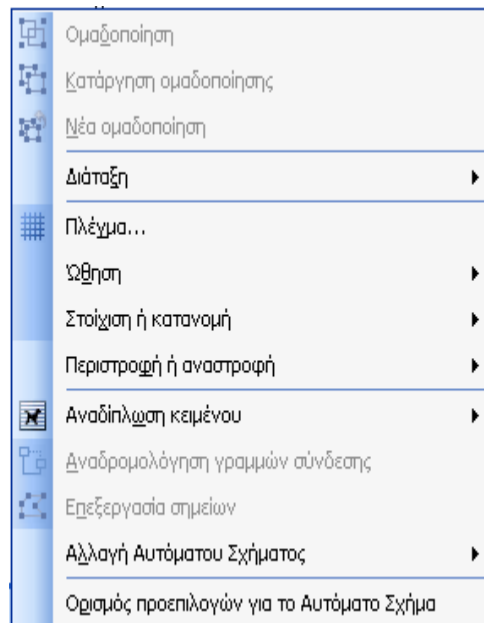 Ομαδοποίηση
Κατάργηση ομαδοποίησης
Νέα ομαδοποίηση
Διάταξη
Πλέγμα...
Ώθηση
Στοίχιση ή κατανομή
Περιστροφή ή αναστροφή
Αναδίπλωση κειμένου
Αναδρομολόγηση γραμμών σύνδεσης
Επεξεργασία σημείων
Αλλαγή Αυτόματου Σχήματος
Ορισμός προεπιλογών για το Αυτόματο Σχήμα